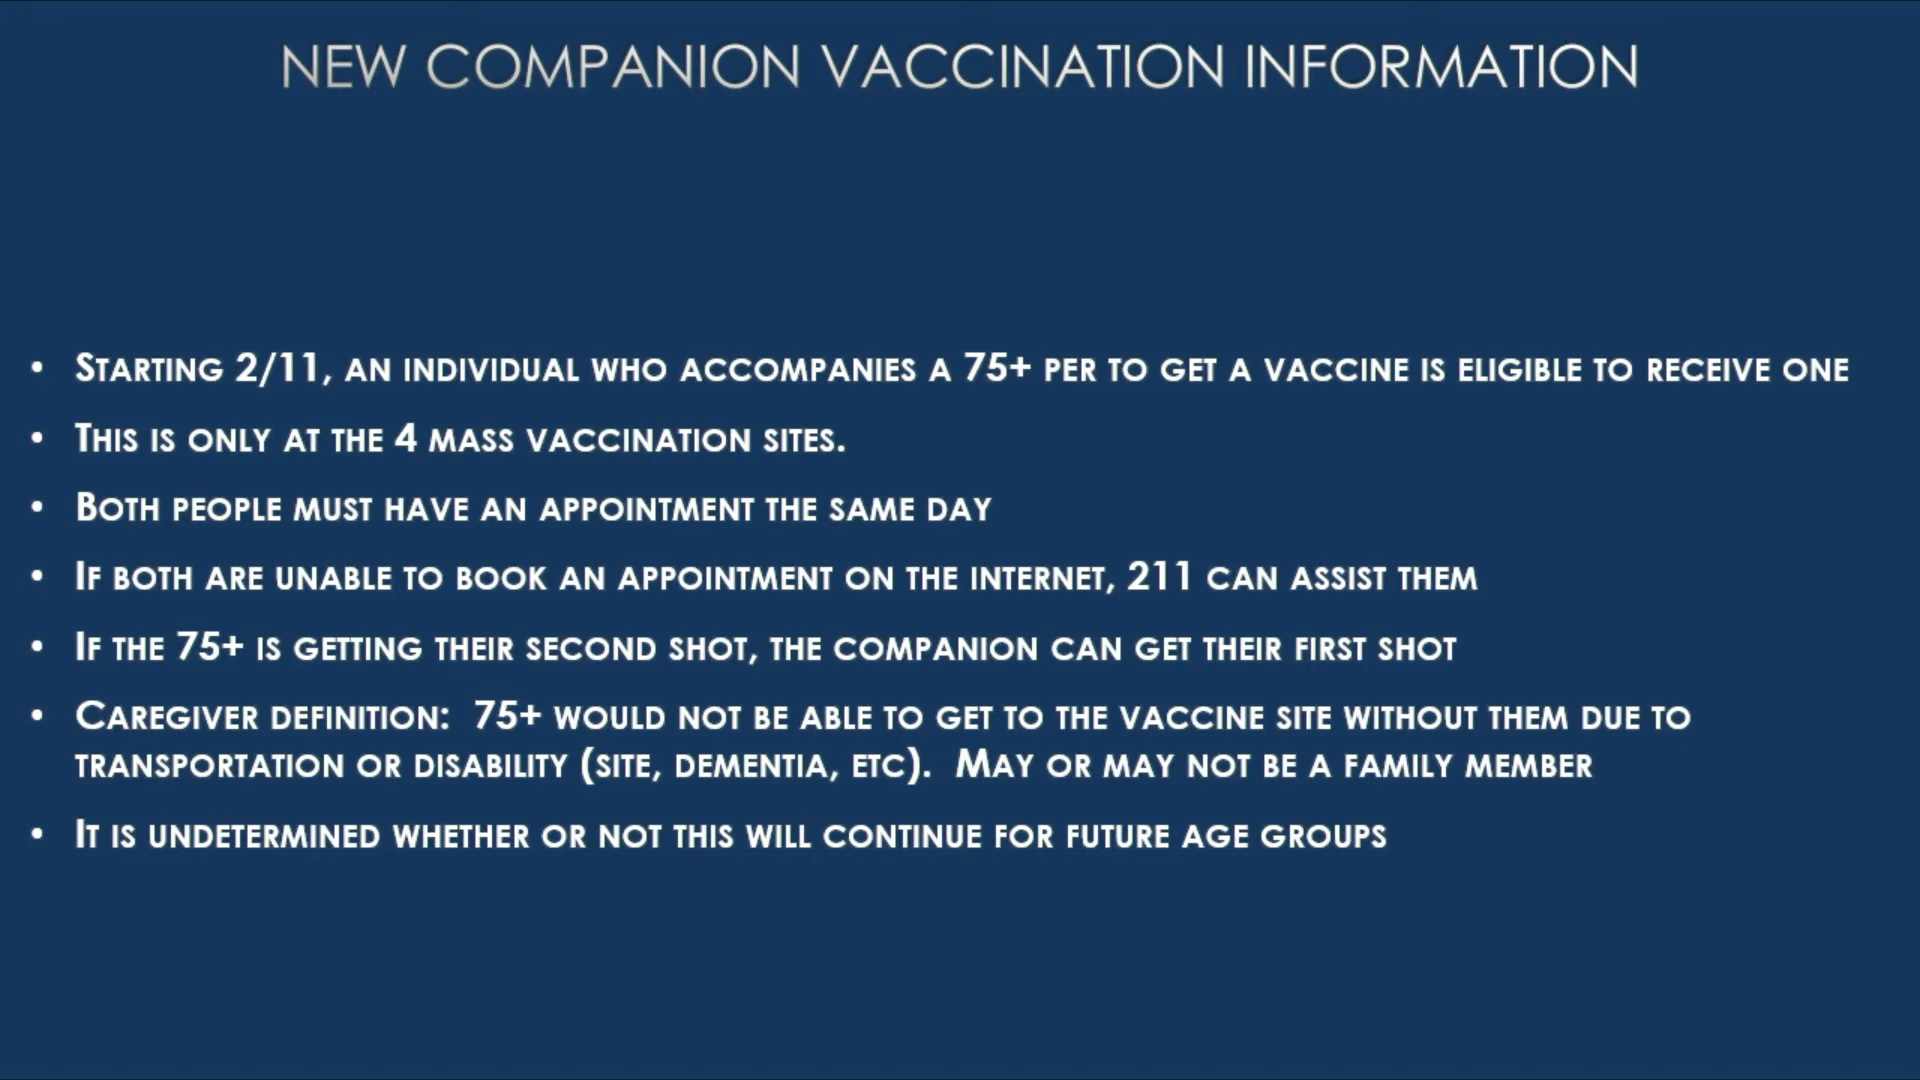 NEW COMPANION VACCINATION INFORMATION
• STARTING 2/11, AN INDIVIDUAL WHO ACCOMPANIES A 75+ PER TO GET A VACCINE IS ELIGIBLE TO RECEIVE ONE
• THIS IS ONLY AT THE 4 MASS VACCINATION SITES.
• BOTH PEOPLE MUST HAVE AN APPOINTMENT THE SAME DAY
• IF BOTH ARE UNABLE TO BOOK AN APPOINTMENT ON THE INTERNET, 211 CAN ASSIST THEM
• IF THE 75+ IS GETTING THEIR SECOND SHOT, THE COMPANION CAN GET THEIR FIRST SHOT
• CAREGIVER DEFINITION: 75+ WOULD NOT BE ABLE TO GET TO THE VACCINE SITE WITHOUT THEM DUE TO
TRANSPORTATION OR DISABILITY (SITE, DEMENTIA, ETC). MAY OR MAY NOT BE A FAMILY MEMBER
• IT IS UNDETERMINED WHETHER OR NOT THIS WILL CONTINUE FOR FUTURE AGE GROUPS